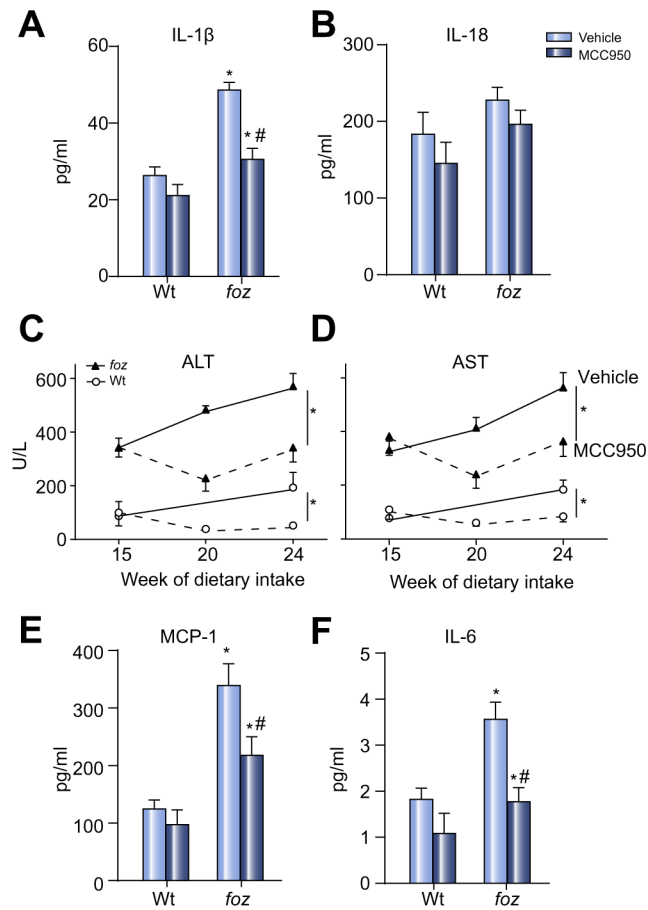 A
IL-1β
60
40
20
0
pg/ml
*
* #
Wt
foz
B
IL-18
300
200
100
0
pg/ml
Wt
foz
Vehicle
MCC950
C
ALT
foz
Wt
600
400
200
0
U/L
*
*
15
20
24
Week of dietary intake
D
AST
Vehicle
*
MCC950
*
15
20
24
Week of dietary intake
E
MCP-1
400
300
200
100
0
pg/ml
*
*#
Wt
foz
F
IL-6
5
4
3
2
1
0
pg/ml
*
*#
Wt
foz